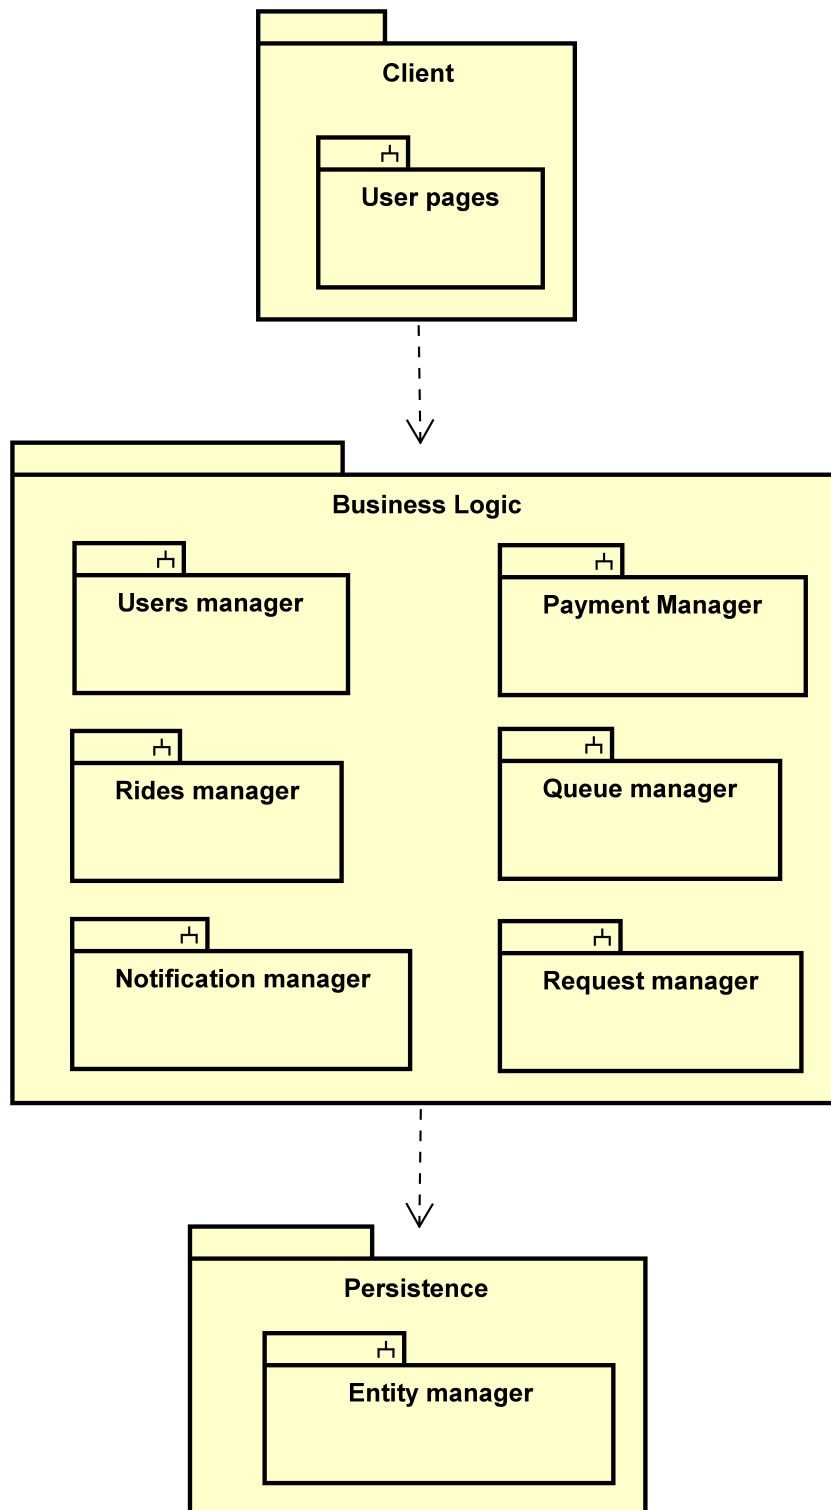 Client
User pages
Business Logic
Users manager
Payment Manager
Rides manager
Queue manager
Notification manager
Request manager
Persistence
Entity manager